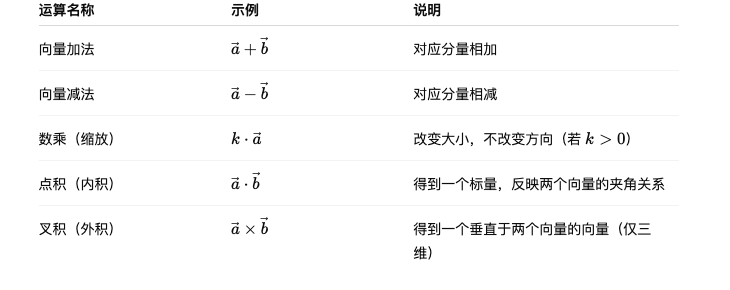 运算名称 示例 说明
向量加法 $\vec{a} + \vec{b}$ 对应分量相加
向量减法 $\vec{a} - \vec{b}$ 对应分量相减
数乘（缩放） $k \cdot \vec{a}$ 改变大小，不改变方向（若 $k > 0$）
点积（内积） $\vec{a} \cdot \vec{b}$ 得到一个标量，反映两个向量的夹角关系
叉积（外积） $\vec{a} \times \vec{b}$ 得到一个垂直于两个向量的向量（仅三
维）